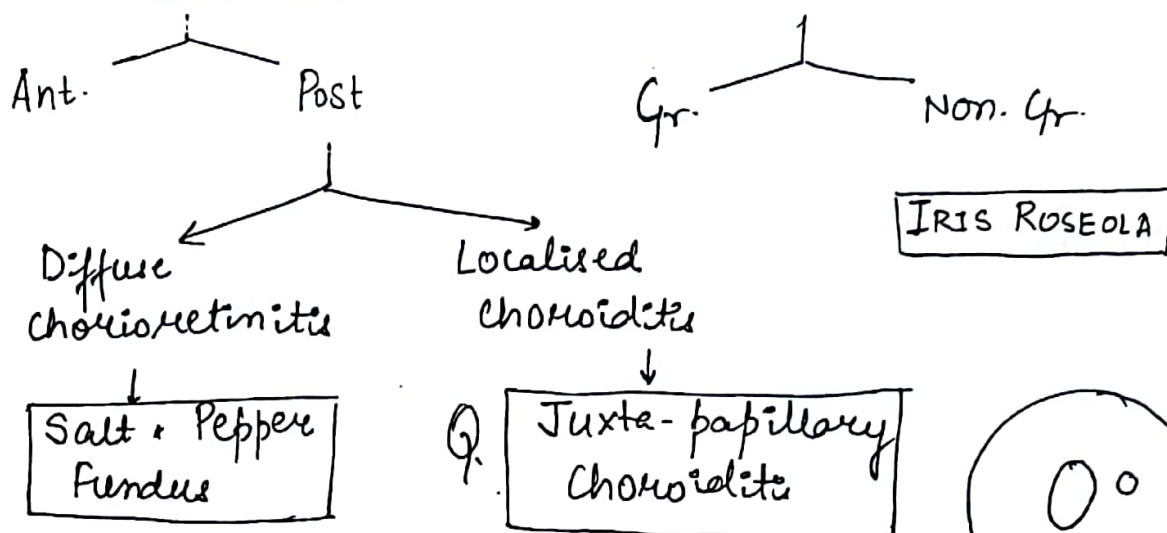 Ant.
Post
Gr.
Non. Gr.
IRIS ROSEOLA
Diffuse
chorioretinitis
Localised
choroiditis
Salt & Pepper
Fundus
Q.
Juxta-papillary
Choroiditis